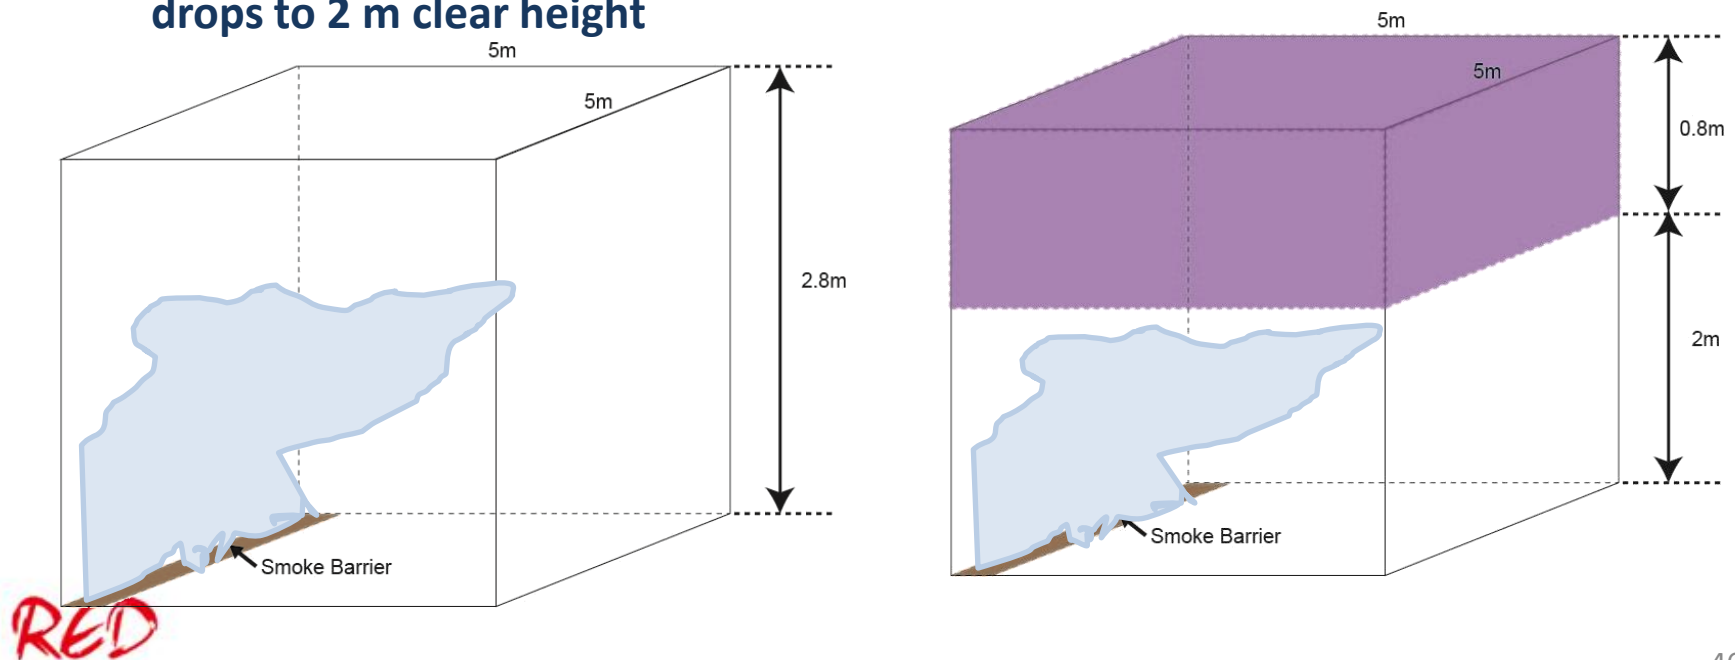 drops to 2 m clear height
5m
5m
2.8m
Smoke Barrier
RED
5m
5m
0.8m
2m
Smoke Barrier